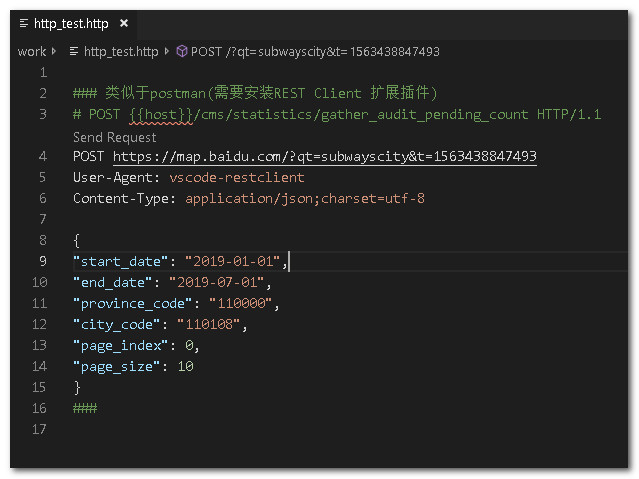 http_test.http
work http_test.http POST /?qt=subwayscity&t=1563438847493
1
2 ### 类似于postman(需要安装REST Client 扩展插件)
3 # POST {{host}}/cms/statistics/gather_audit_pending_count HTTP/1.1
Send Request
4 POST https://map.baidu.com/?qt=subwayscity&t=1563438847493
5 User-Agent: vscode-restclient
6 Content-Type: application/json;charset=utf-8
7
8 {
9 "start_date": "2019-01-01",
10 "end_date": "2019-07-01",
11 "province_code": "110000",
12 "city_code": "110108",
13 "page_index": 0,
14 "page_size": 10
15 }
16 ###
17